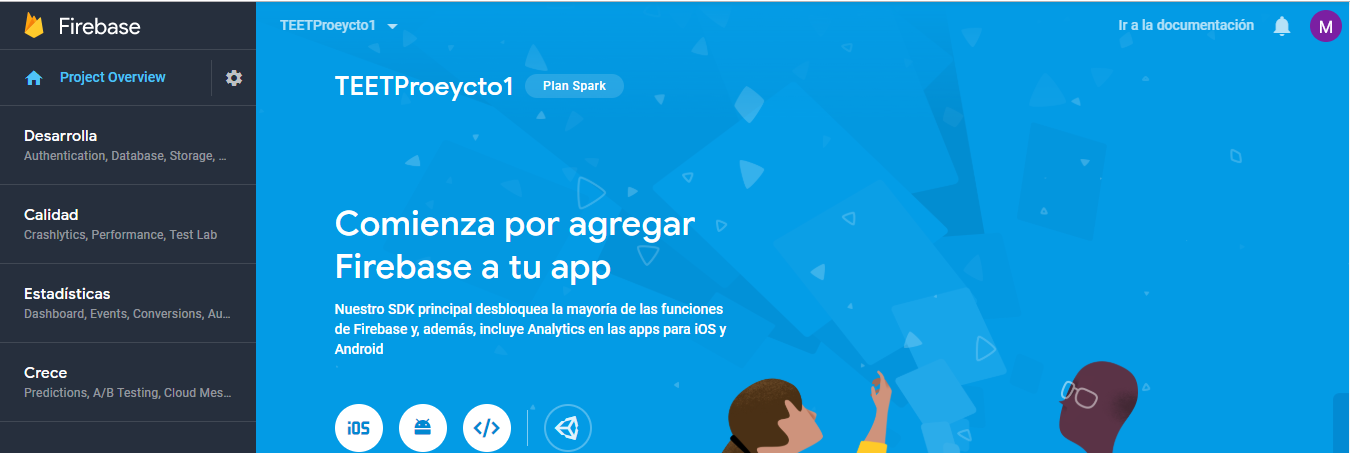 Firebase
TEETProeycto1
Ir a la documentación
M
Project Overview
TEETProeycto1
Plan Spark
Desarrolla
Authentication, Database, Storage, ...
Calidad
Crashlytics, Performance, Test Lab
Estadísticas
Dashboard, Events, Conversions, Au...
Crece
Predictions, A/B Testing, Cloud Mes...
Comienza por agregar
Firebase a tu app
Nuestro SDK principal desbloquea la mayoría de las funciones
de Firebase y, además, incluye Analytics en las apps para iOS y
Android
iOS